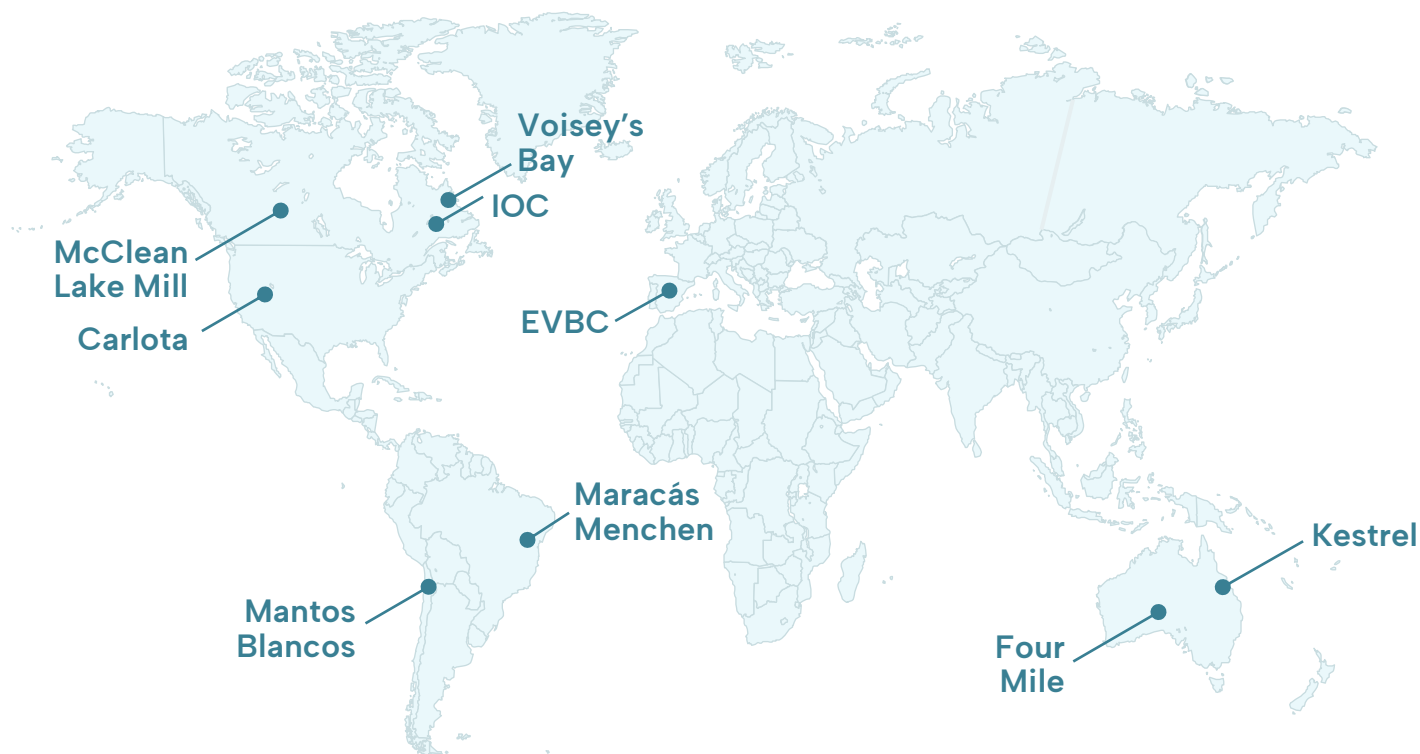 Voisey’s
Bay
IOC
McClean
Lake Mill
Carlota
EVBC
Maracás
Menchen
Mantos
Blancos
Kestrel
Four
Mile